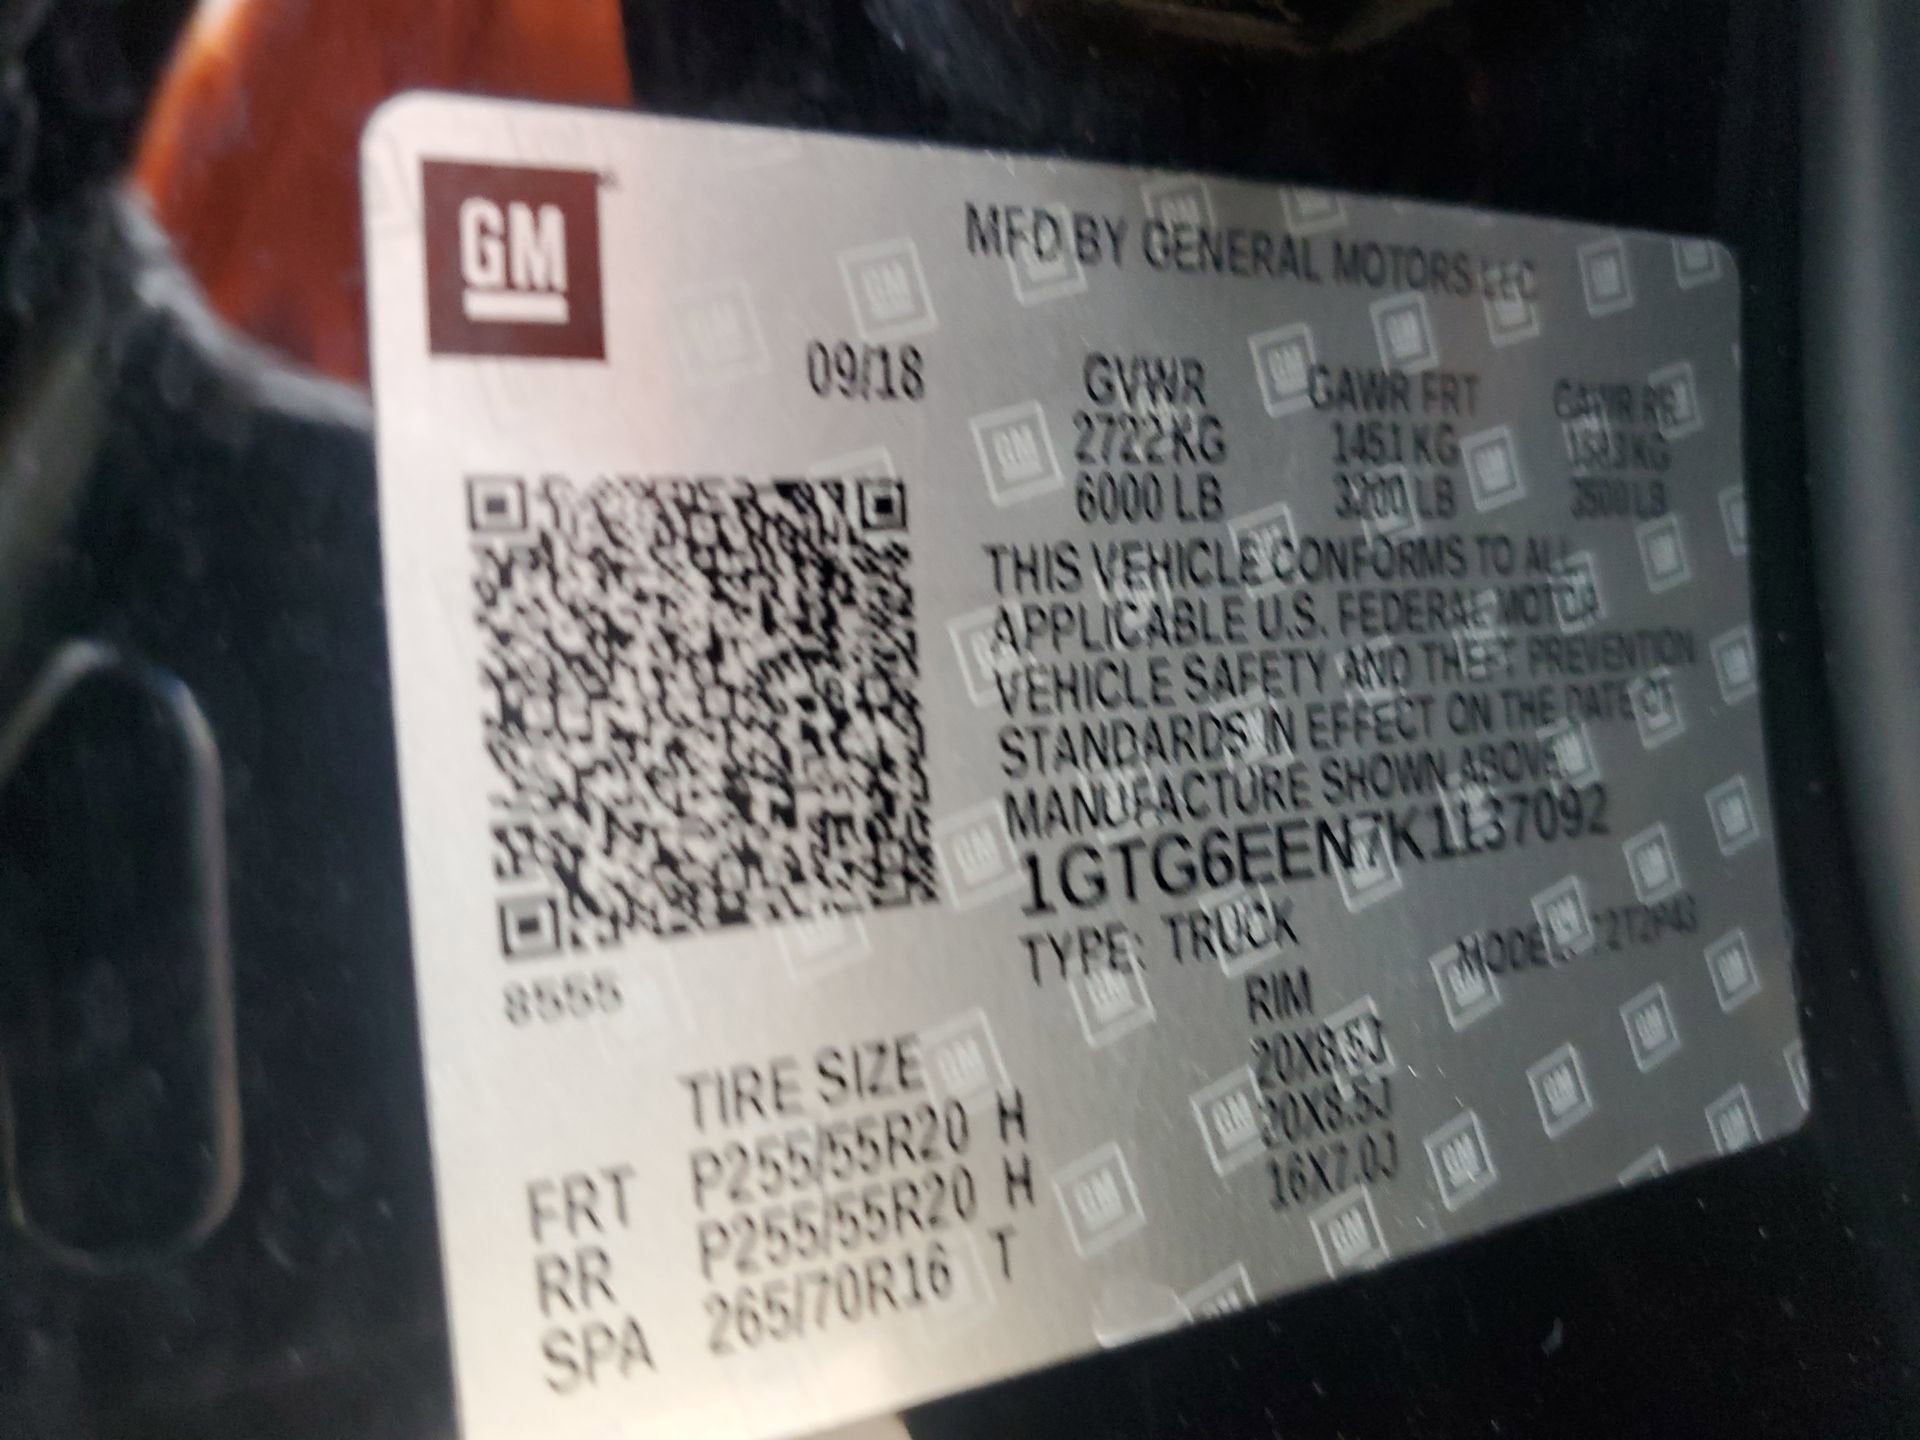 GM
MFD BY GENERAL MOTORS LLC
09/18
GVWR GAWR FRT GAWR RR
2722 KG 1451 KG KG
6000 LB 3200 LB 3500 LB
THIS VEHICLE CONFORMS TO ALL
APPLICABLE U.S. FEDERAL MOTOR
VEHICLE SAFETY AND THEFT PREVENTION
STANDARDS IN EFFECT ON THE DATE OF
MANUFACTURE SHOWN ABOVE.
1GTG6EEN7K1137092
TYPE: TRUCK MODEL:
8555
TIRE SIZE RIM
FRT P255/55R20 H 20X8.5J
RR P255/55R20 H 20X8.5J
SPA 265/70R16 T 16X7.0J